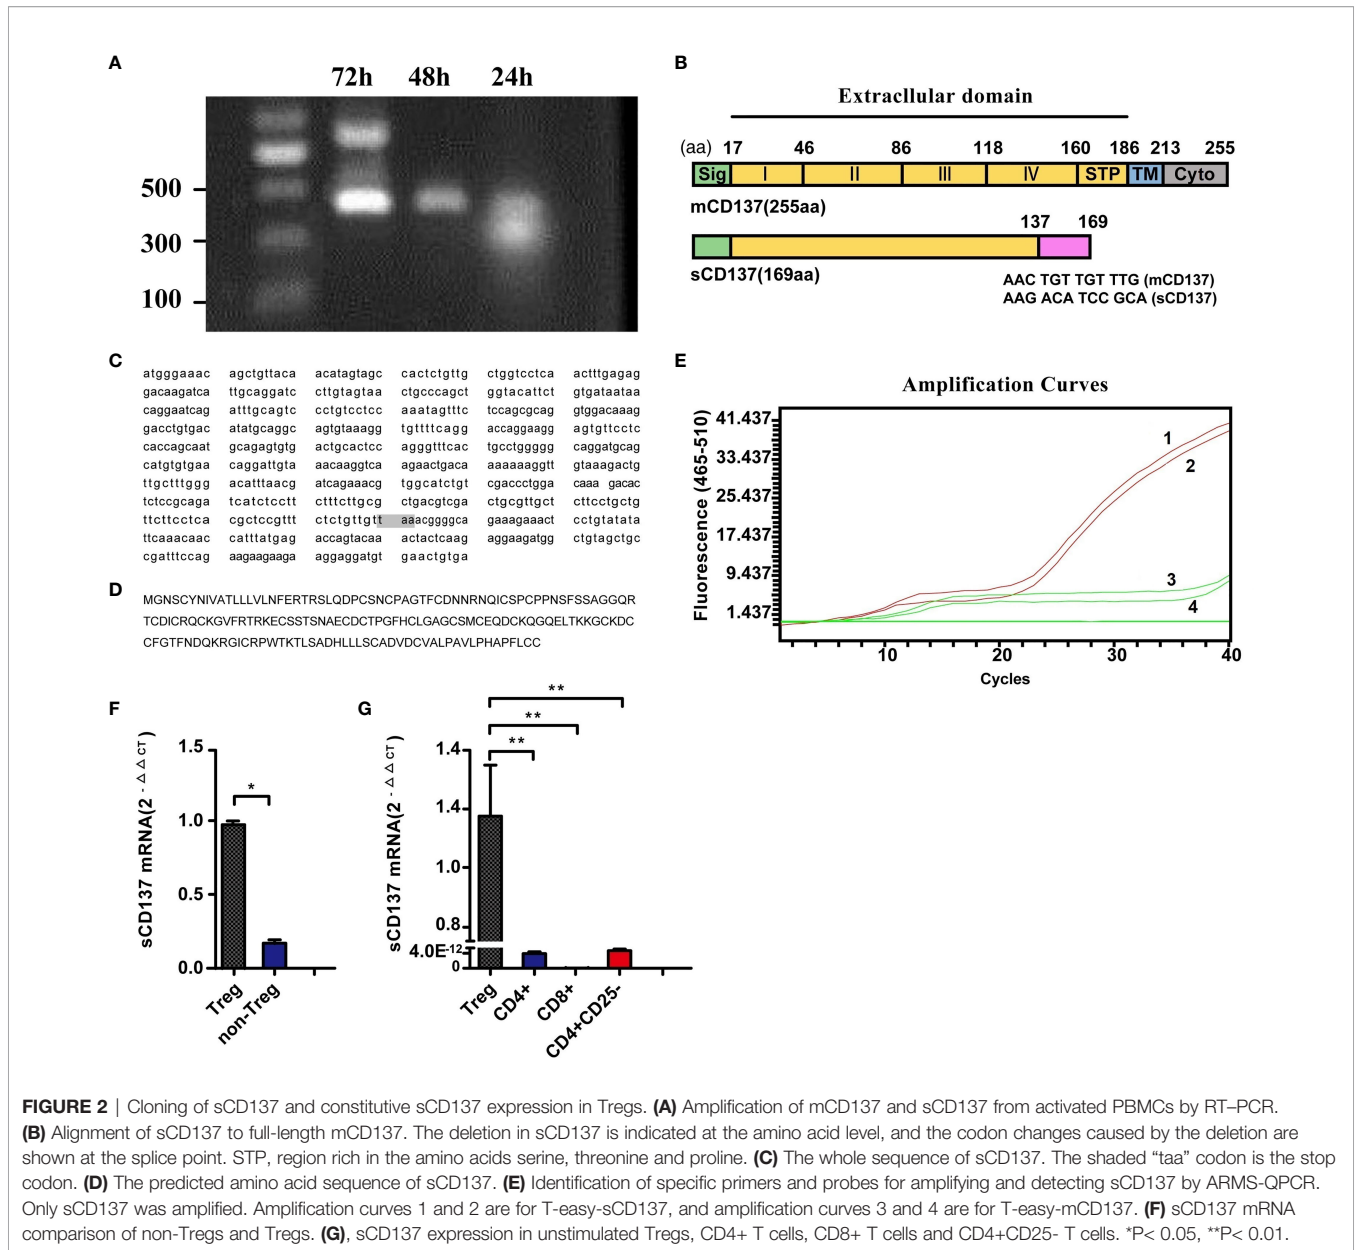 A
72h 48h 24h
500
300
100
B
Extracllular domain
(aa) 17 46 86 118 160 186 213 255
Sig I II III IV STP TM Cyto
mCD137(255aa)
137 169
sCD137(169aa)
AAC TGT TGT TTG (mCD137)
AAG ACA TCC GCA (sCD137)
C
atgggaaac agctgttaca acatagtagc cactctgttg ctggtcctca actttgagag
gacaagatca ttgcaggatc cttgtagtaa ctgcccagct ggtacattct gtgataataa
caggaatcag atttgcagtc cctgtcctcc aaatagtttc tccagcgcag gtggacaaag
gacctgtgac atatgcaggc agtgtaaagg tgttttcagg accaggaagg agtgttcctc
caccagcaat gcagagtgtg actgcactcc agggtttcac tgcctggggg caggatgcag
catgtgtgaa caggattgta aacaaggtca agaactgaca aaaaaaggtt gtaaagactg
ttgctttggg acatttaacg atcagaaacg tggcatctgt cgaccctgga caaa gacac
tctccgcaga tcatctcctt ctttcttgcg ctgacgtcga ctgcgttgct cttcctgctg
ttcttcctca cgctccgttt ctctgttgtt aaacggggca gaaagaaact cctgtatata
ttcaaacaac catttatgag accagtacaa actactcaag aggaagatgg ctgtagctgc
cgatttccag aagaagaaga aggaggatgt gaactgtga
D
MGNSCYNIVATLLLVLNFERTRSLQDPCSNCPAGTFCDNNRNQICSPCPPNSFSSAGGQR
TCDICRQCKGVFRTRKECSSTSNAECDCTPGFHCLGAGCSMCEQDCKQGQELTKKGCKDC
CFGTFNDQKRGICRPWTKTLSADHLLLSCADVDCVALPAVLPHAPFLCC
E
Amplification Curves
Fluorescence (465-510)
41.437
33.437
25.437
17.437
9.437
1.437
1
2
3
4
10 20 30 40
Cycles
F
sCD137 mRNA(2 - △△CT)
1.5
1.0
0.5
0.0
*
Treg
non-Treg
G
sCD137 mRNA(2 - △△CT)
1.4
1.4
1.0
0.8
4.0E-12
0
**
**
**
Treg
CD4+
CD8+
CD4+CD25-
FIGURE 2 | Cloning of sCD137 and constitutive sCD137 expression in Tregs. (A) Amplification of mCD137 and sCD137 from activated PBMCs by RT–PCR.
(B) Alignment of sCD137 to full-length mCD137. The deletion in sCD137 is indicated at the amino acid level, and the codon changes caused by the deletion are
shown at the splice point. STP, region rich in the amino acids serine, threonine and proline. (C) The whole sequence of sCD137. The shaded “taa” codon is the stop
codon. (D) The predicted amino acid sequence of sCD137. (E) Identification of specific primers and probes for amplifying and detecting sCD137 by ARMS-QPCR.
Only sCD137 was amplified. Amplification curves 1 and 2 are for T-easy-sCD137, and amplification curves 3 and 4 are for T-easy-mCD137. (F) sCD137 mRNA
comparison of non-Tregs and Tregs. (G), sCD137 expression in unstimulated Tregs, CD4+ T cells, CD8+ T cells and CD4+CD25- T cells. *P< 0.05, **P< 0.01.